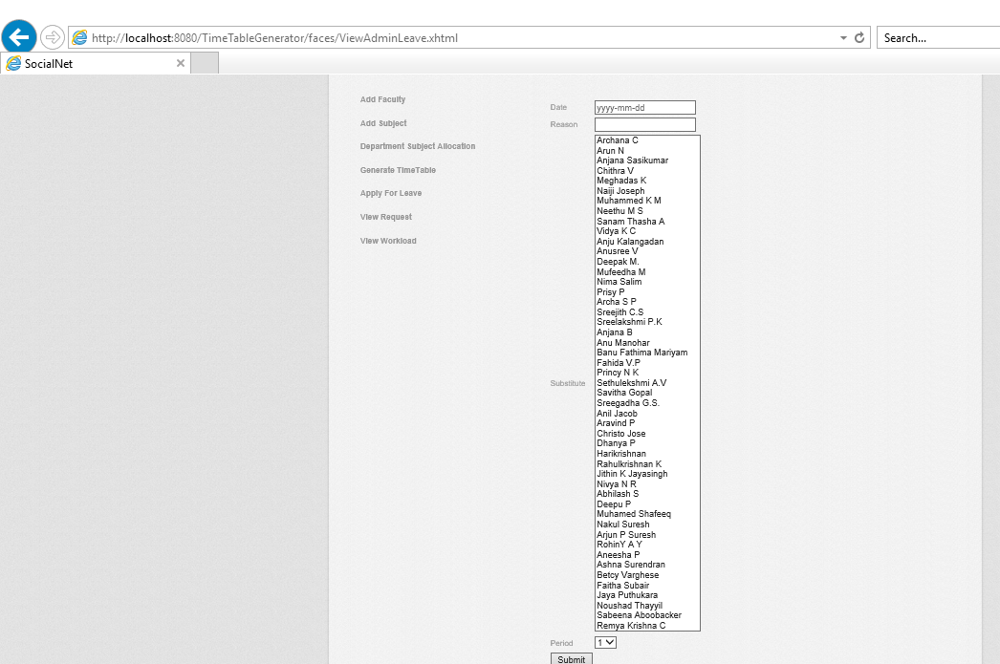 http://localhost:8080/TimeTableGenerator/faces/ViewAdminLeave.xhtml
Search...
SocialNet
Add Faculty
Add Subject
Department Subject Allocation
Generate TimeTable
Apply For Leave
View Request
View Workload
Date
yyyy-mm-dd
Reason
Substitute
Archana C
Arun N
Anjana Sasikumar
Chithra V
Meghadas K
Naiji Joseph
Muhammed K M
Neethu M S
Sanam Thasha A
Vidya K C
Anju Kalangadan
Anusree V
Deepak M.
Mufeedha M
Nima Salim
Prisy P
Archa S P
Sreejith C.S
Sreelakshmi P.K
Anjana B
Anu Manohar
Banu Fathima Mariyam
Fahida V.P
Princy N K
Sethulekshmi A.V
Savitha Gopal
Sreegadha G.S.
Anil Jacob
Aravind P
Christo Jose
Dhanya P
Harikrishnan
Rahulkrishnan K
Jithin K Jayasingh
Nivya N R
Abhilash S
Deepu P
Muhamed Shafeeq
Nakul Suresh
Arjun P Suresh
RohinY A Y
Aneesha P
Ashna Surendran
Betcy Varghese
Faitha Subair
Jaya Puthukara
Noushad Thayyil
Sabeena Aboobacker
Remya Krishna C
Period
1
Submit